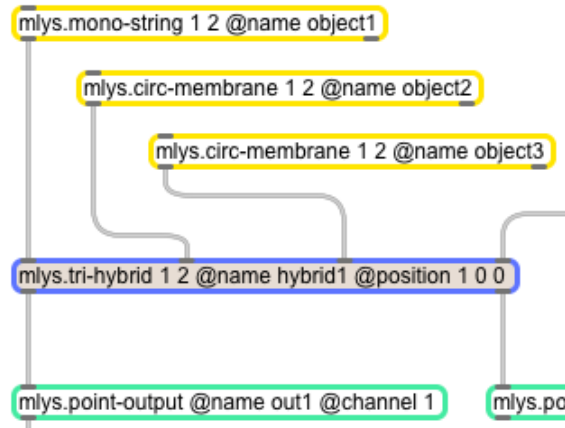 mlys.mono-string 1 2 @name object1
mlys.circ-membrane 1 2 @name object2
mlys.circ-membrane 1 2 @name object3
mlys.tri-hybrid 1 2 @name hybrid1 @position 1 0 0
mlys.point-output @name out1 @channel 1
mlys.po